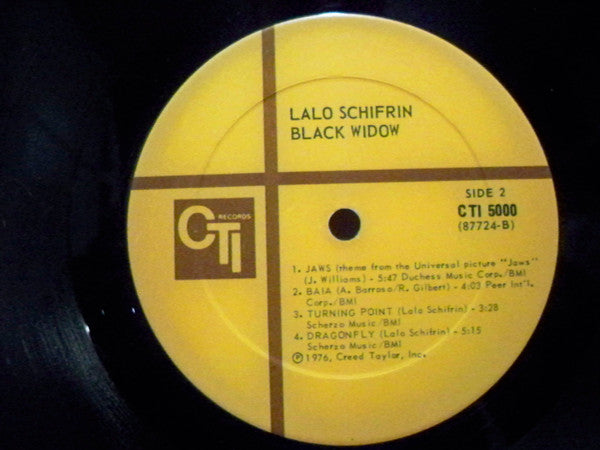 LALO SCHIFRIN
BLACK WIDOW
SIDE 2
CTI 5000
(87724-B)
CTI RECORDS
1. JAWS (theme from the Universal picture "Jaws"
(J. Williams) - 5:47 Duchess Music Corp./BMI
2. BAIA (A. Barroso/R. Gilbert) - 4:03 Peer Int'l.
Corp./BMI
3. TURNING POINT (Lalo Schifrin) - 3:28
Scherzo Music/BMI
4. DRAGONFLY (Lalo Schifrin) - 5:15
Scherzo Music/BMI
Ⓟ1976, Creed Taylor, Inc.